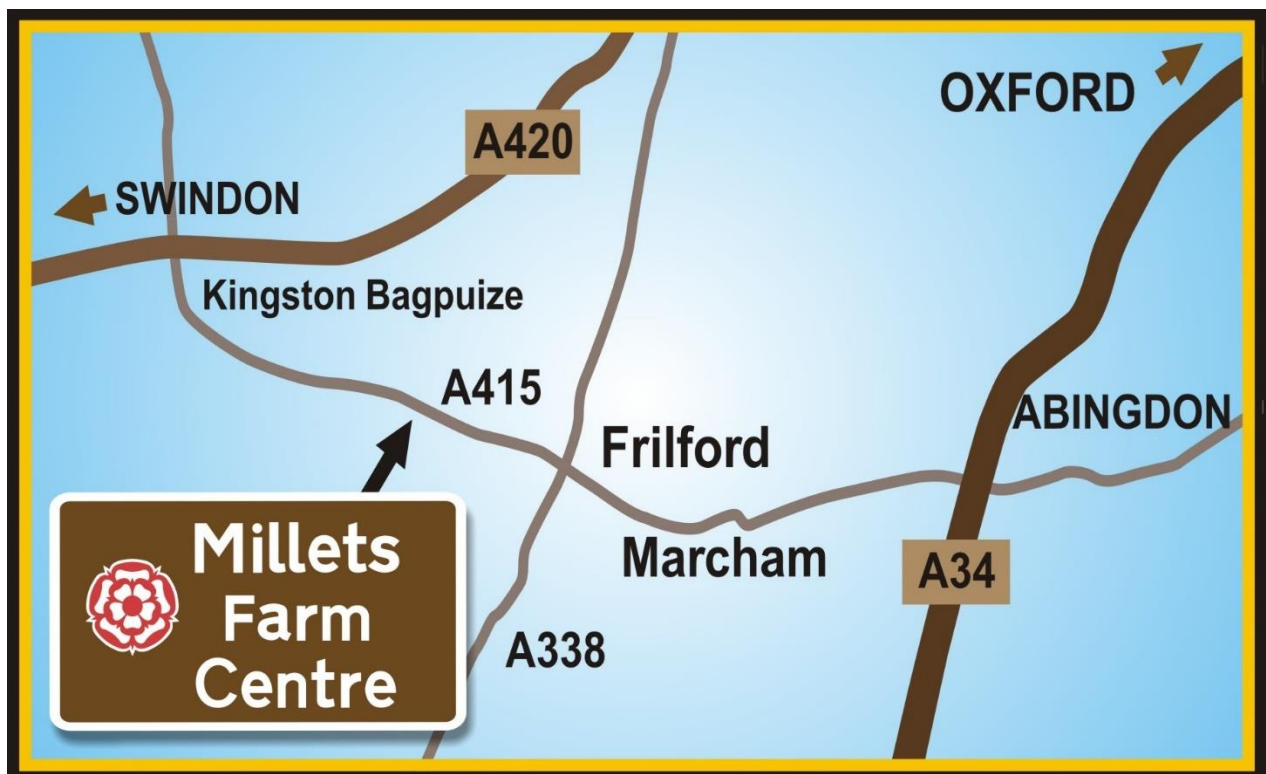 OXFORD
A420
SWINDON
Kingston Bagpuize
A415
ABINGDON
Frilford
Marcham
A34
Millets
Farm
Centre
A338